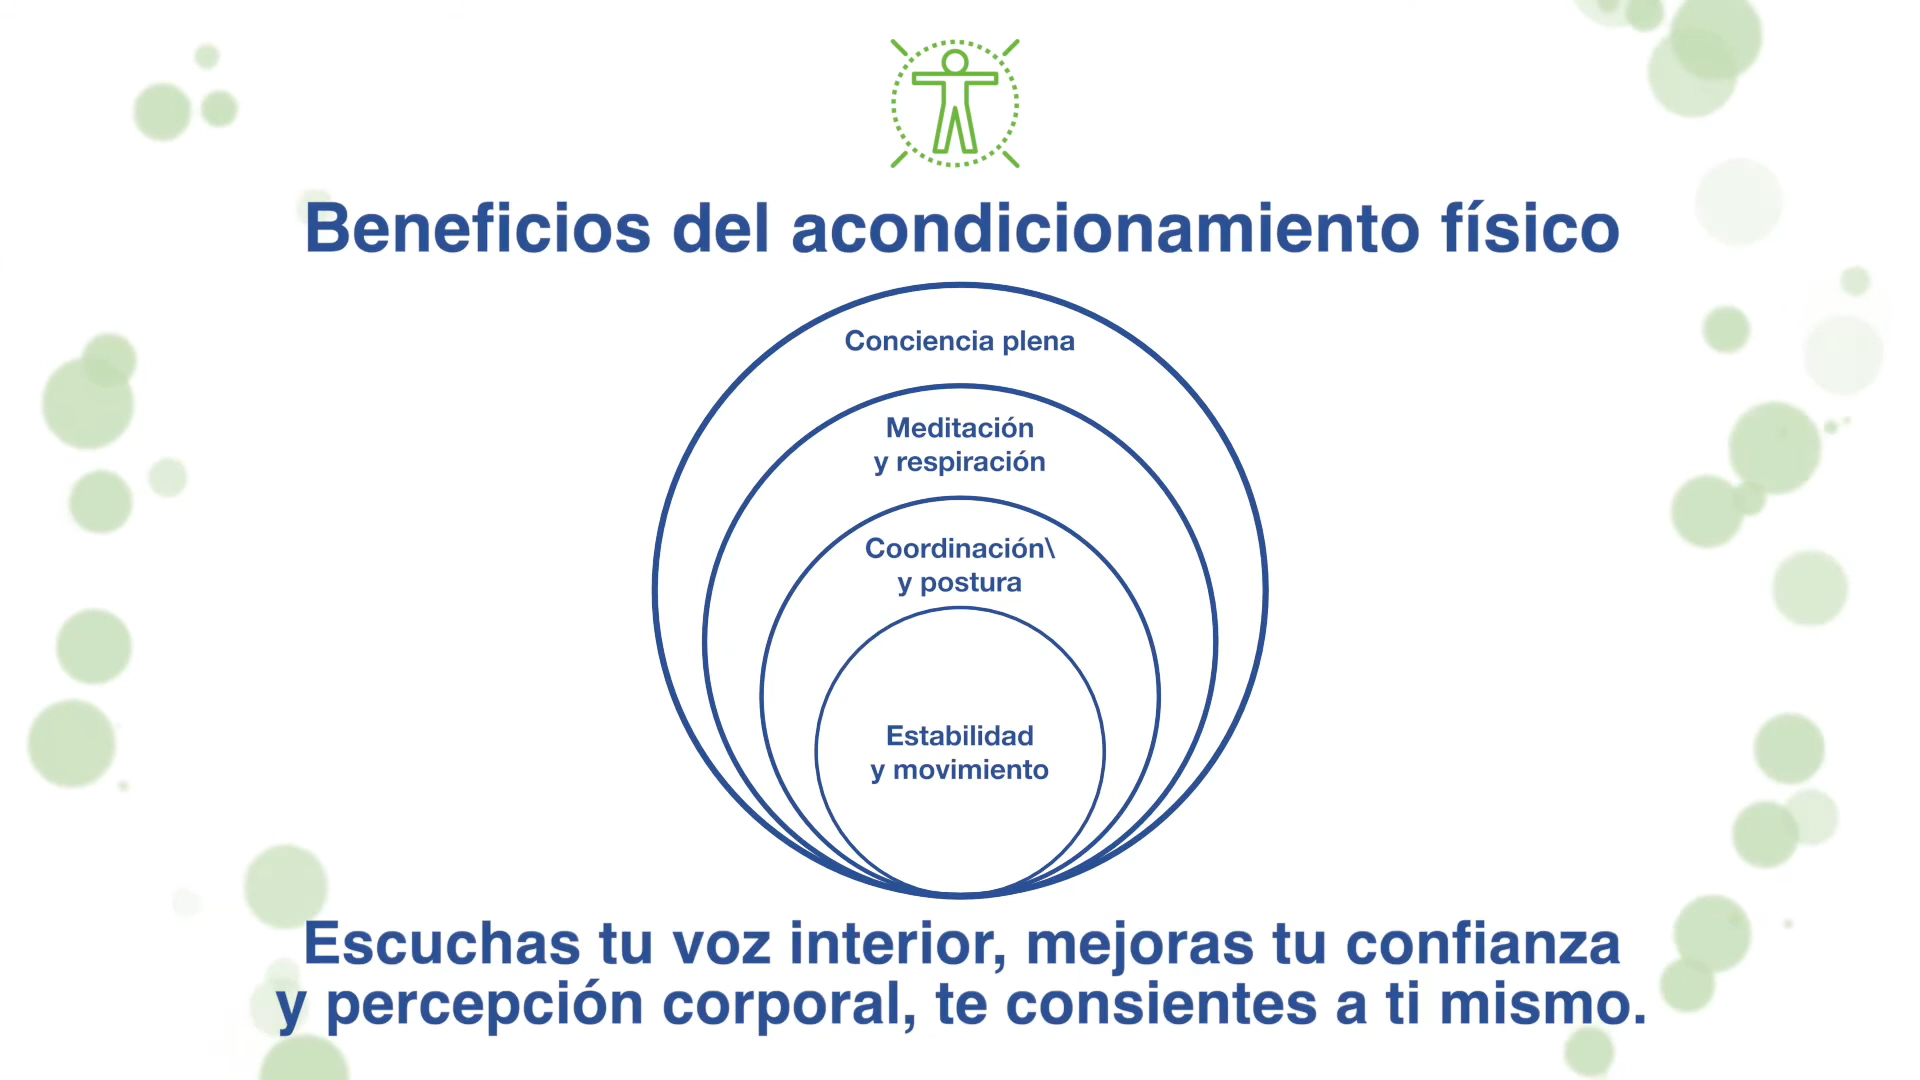 Beneficios del acondicionamiento físico
Conciencia plena
Meditación
y respiración
Coordinación\
y postura
Estabilidad
y movimiento
Escuchas tu voz interior, mejoras tu confianza
y percepción corporal, te consientes a ti mismo.